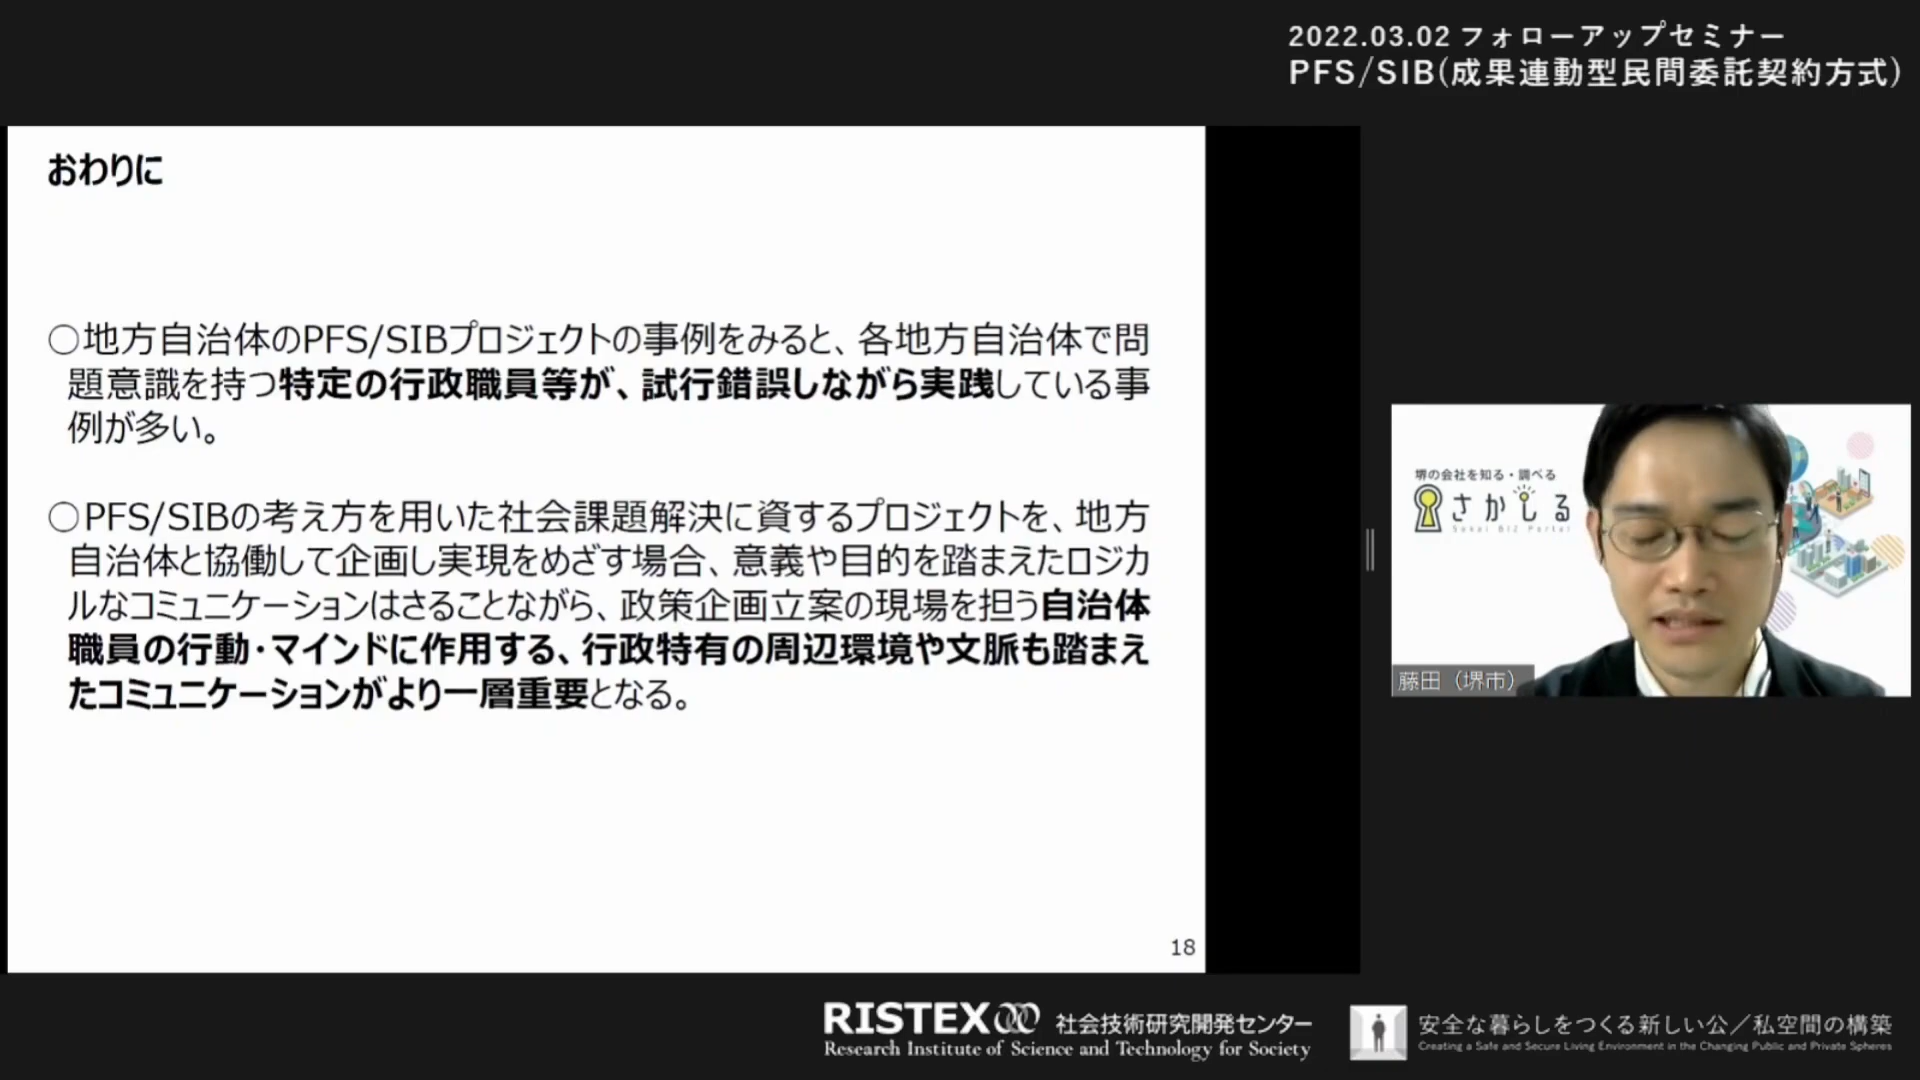 2022.03.02 フォローアップセミナー
PFS/SIB(成果連動型民間委託契約方式)
おわりに
○地方自治体のPFS/SIBプロジェクトの事例をみると、各地方自治体で問
題意識を持つ特定の行政職員等が、試行錯誤しながら実践している事
例が多い。
○PFS/SIBの考え方を用いた社会課題解決に資するプロジェクトを、地方
自治体と協働して企画し実現をめざす場合、意義や目的を踏まえたロジカ
ルなコミュニケーションはさることながら、政策企画立案の現場を担う自治体
職員の行動・マインドに作用する、行政特有の周辺環境や文脈も踏まえ
たコミュニケーションがより一層重要となる。
18
堺の会社を知る・調べる
さかしる
Sakai Biz Portal
藤田（堺市）
RISTEX 社会技術研究開発センター
Research Institute of Science and Technology for Society
安全な暮らしをつくる新しい公／私空間の構築
Creating a Safe and Secure Living Environment in the Changing Public and Private Spheres